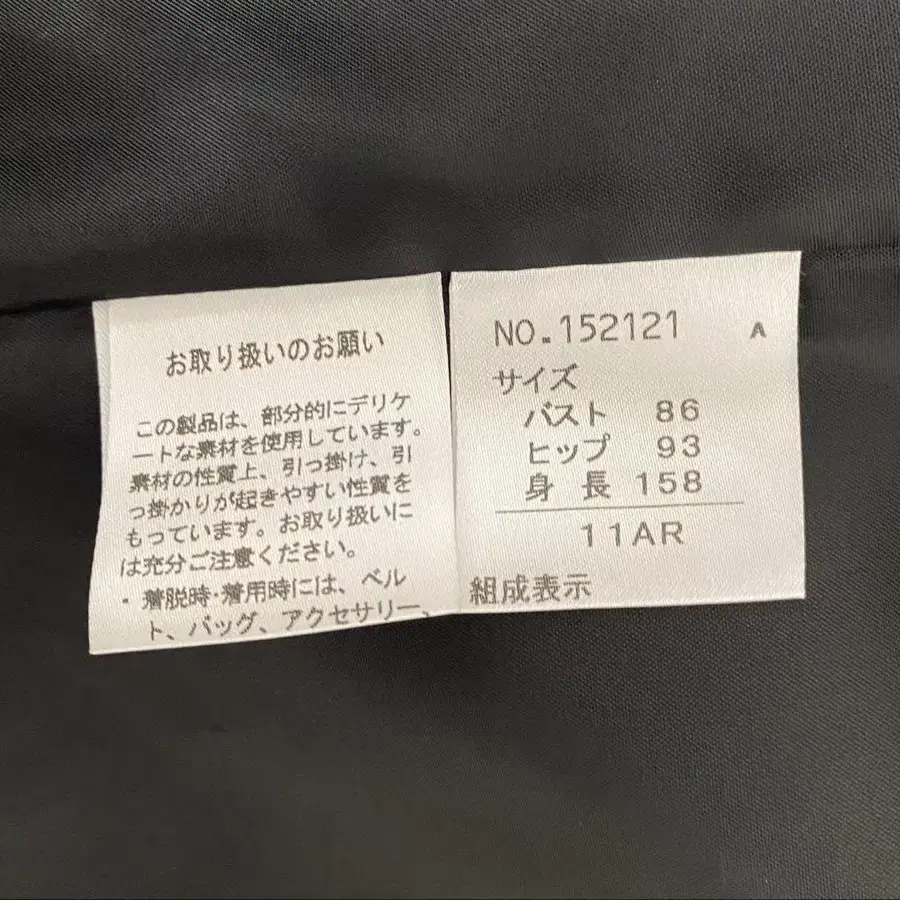 お取り扱いのお願い
この製品は、部分的にデリケ
ートな素材を使用しています。
素材の性質上、引っ掛け、引
っ掛かりが起きやすい性質を
もっています。お取り扱いに
は充分ご注意ください。
・着脱時・着用時には、ベル
ト、バッグ、アクセサリー、
NO.152121 A
サイズ
バスト 86
ヒップ 93
身長 158
11AR
組成表示